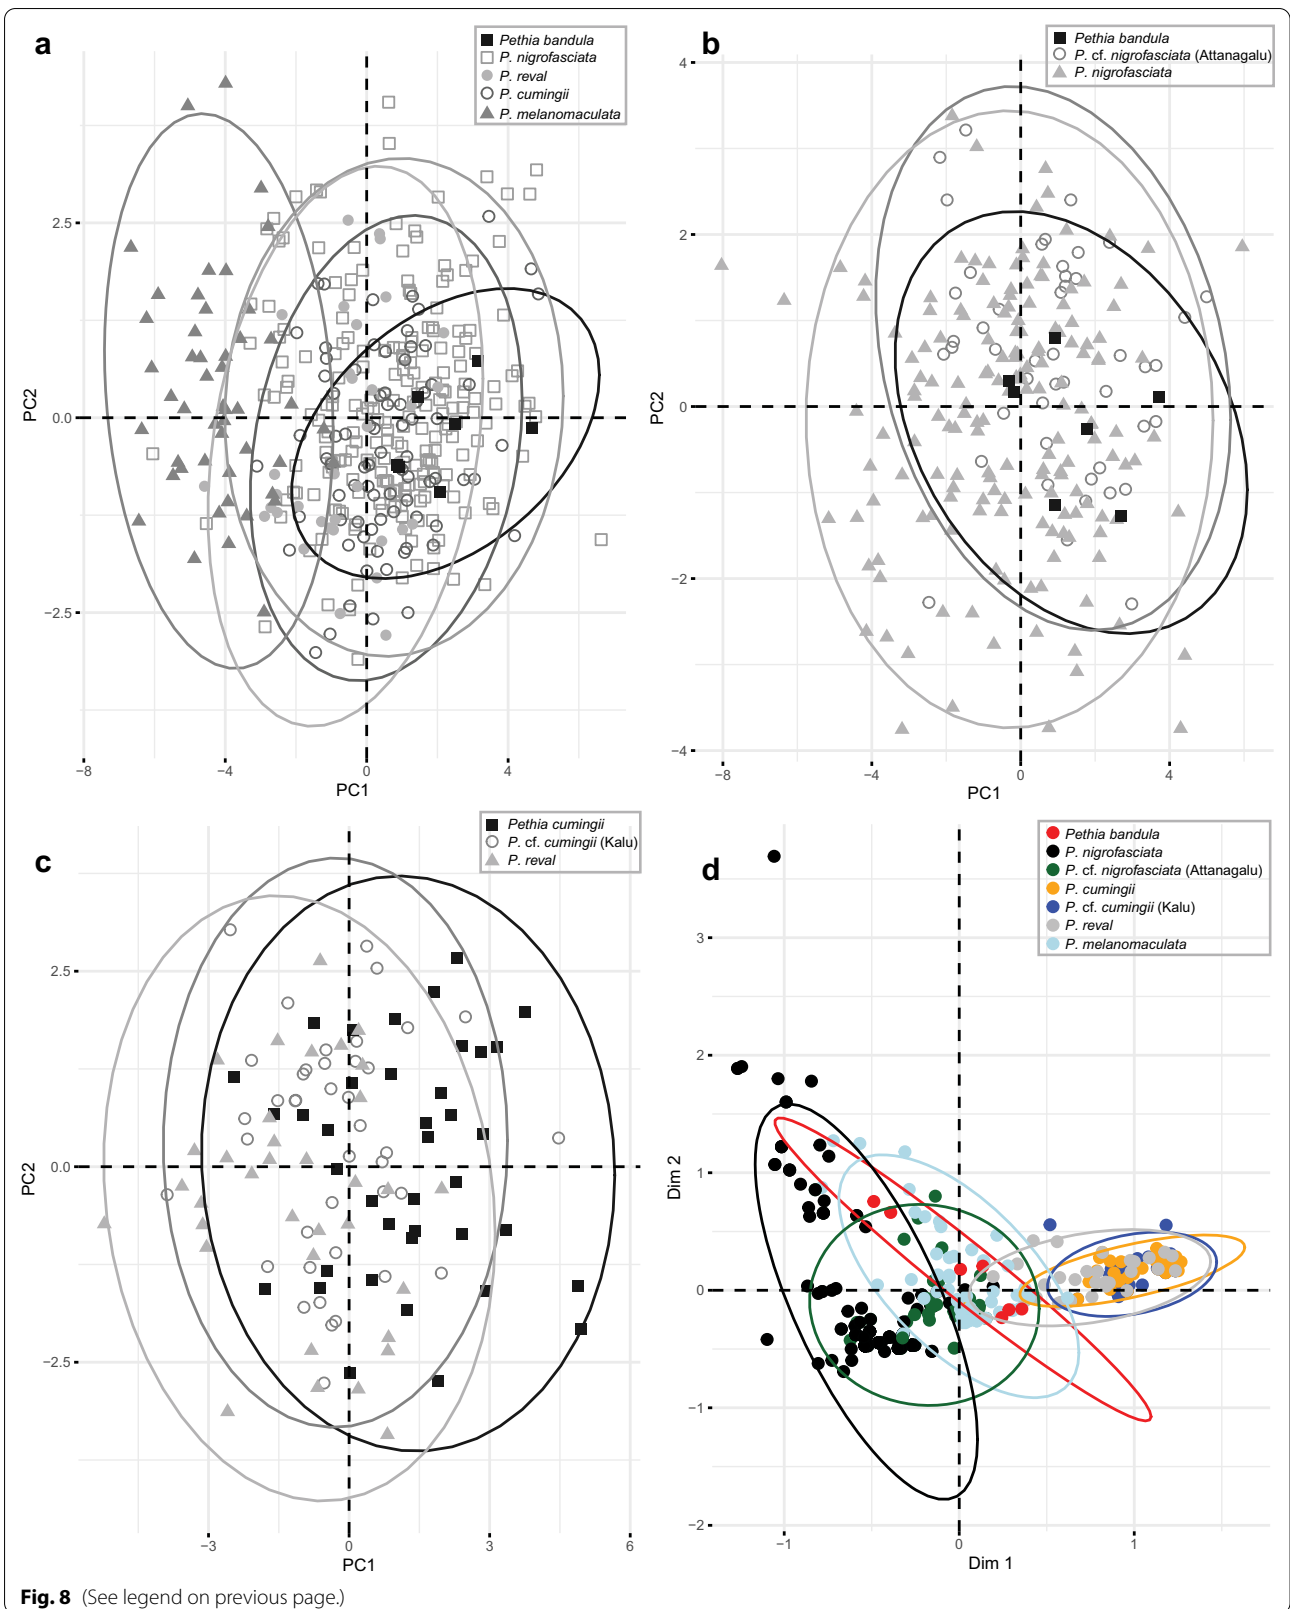 a
Pethia bandula
P. nigrofasciata
P. reval
P. cumingii
P. melanomaculata
2.5
0.0
−2.5
PC2
−8
−4
0
4
PC1
b
Pethia bandula
P. cf. nigrofasciata (Attanagalu)
P. nigrofasciata
4
2
0
−2
−4
PC2
−8
−4
0
4
PC1
c
Pethia cumingii
P. cf. cumingii (Kalu)
P. reval
2.5
0.0
−2.5
PC2
−3
0
3
6
PC1
d
Pethia bandula
P. nigrofasciata
P. cf. nigrofasciata (Attanagalu)
P. cumingii
P. cf. cumingii (Kalu)
P. reval
P. melanomaculata
3
2
1
0
−1
−2
Dim 2
−1
0
1
Dim 1
Fig. 8 (See legend on previous page.)